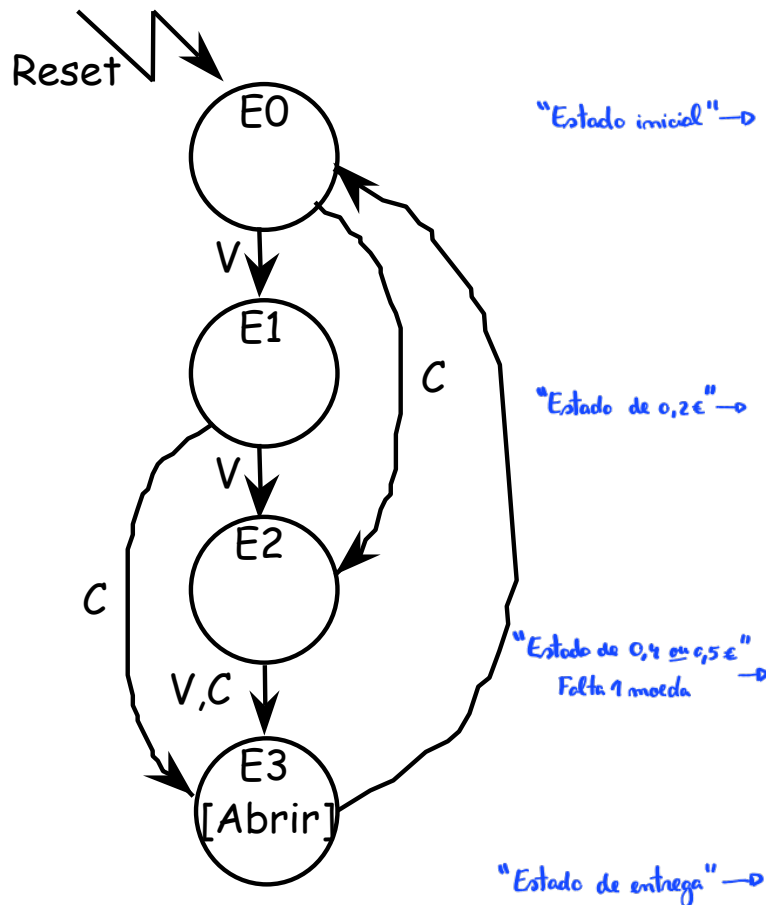 Reset
E0
"Estado inicial"
V
E1
C
"Estado de 0,2€"
V
E2
C
"Estado de 0,4 ou 0,5€"
Falta 1 moeda
V,C
E3
[Abrir]
"Estado de entrega"